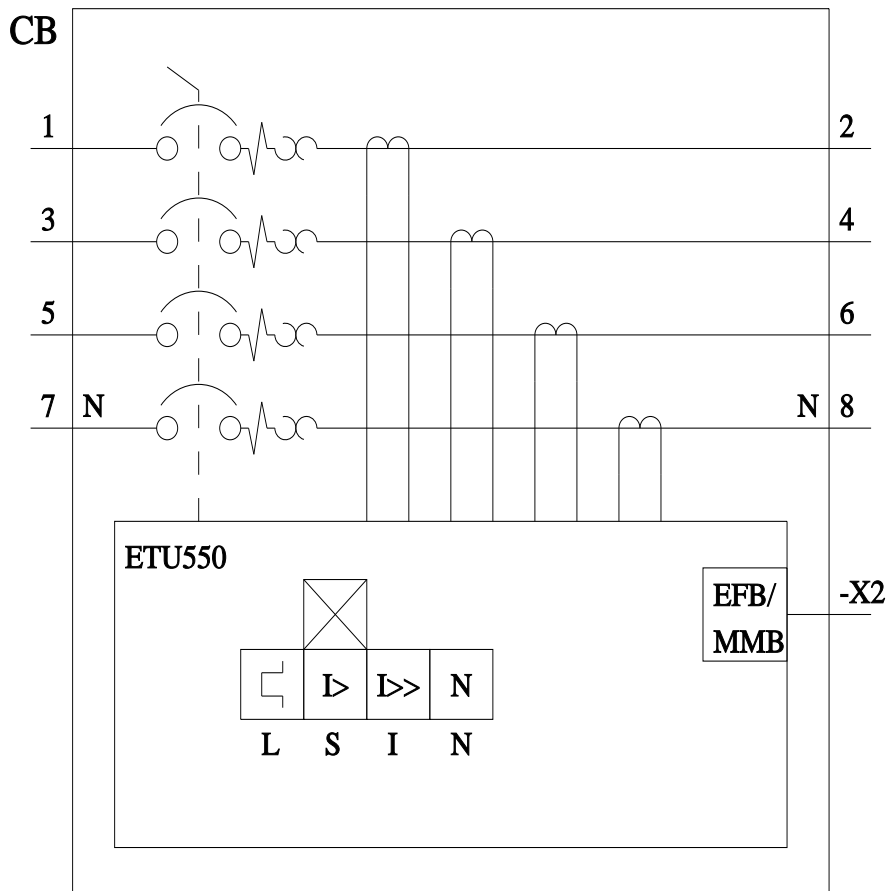 CB
1 2
3 4
5 6
7 N N 8
ETU550
EFB/ -X2
MMB
I> I>> N
L S I N